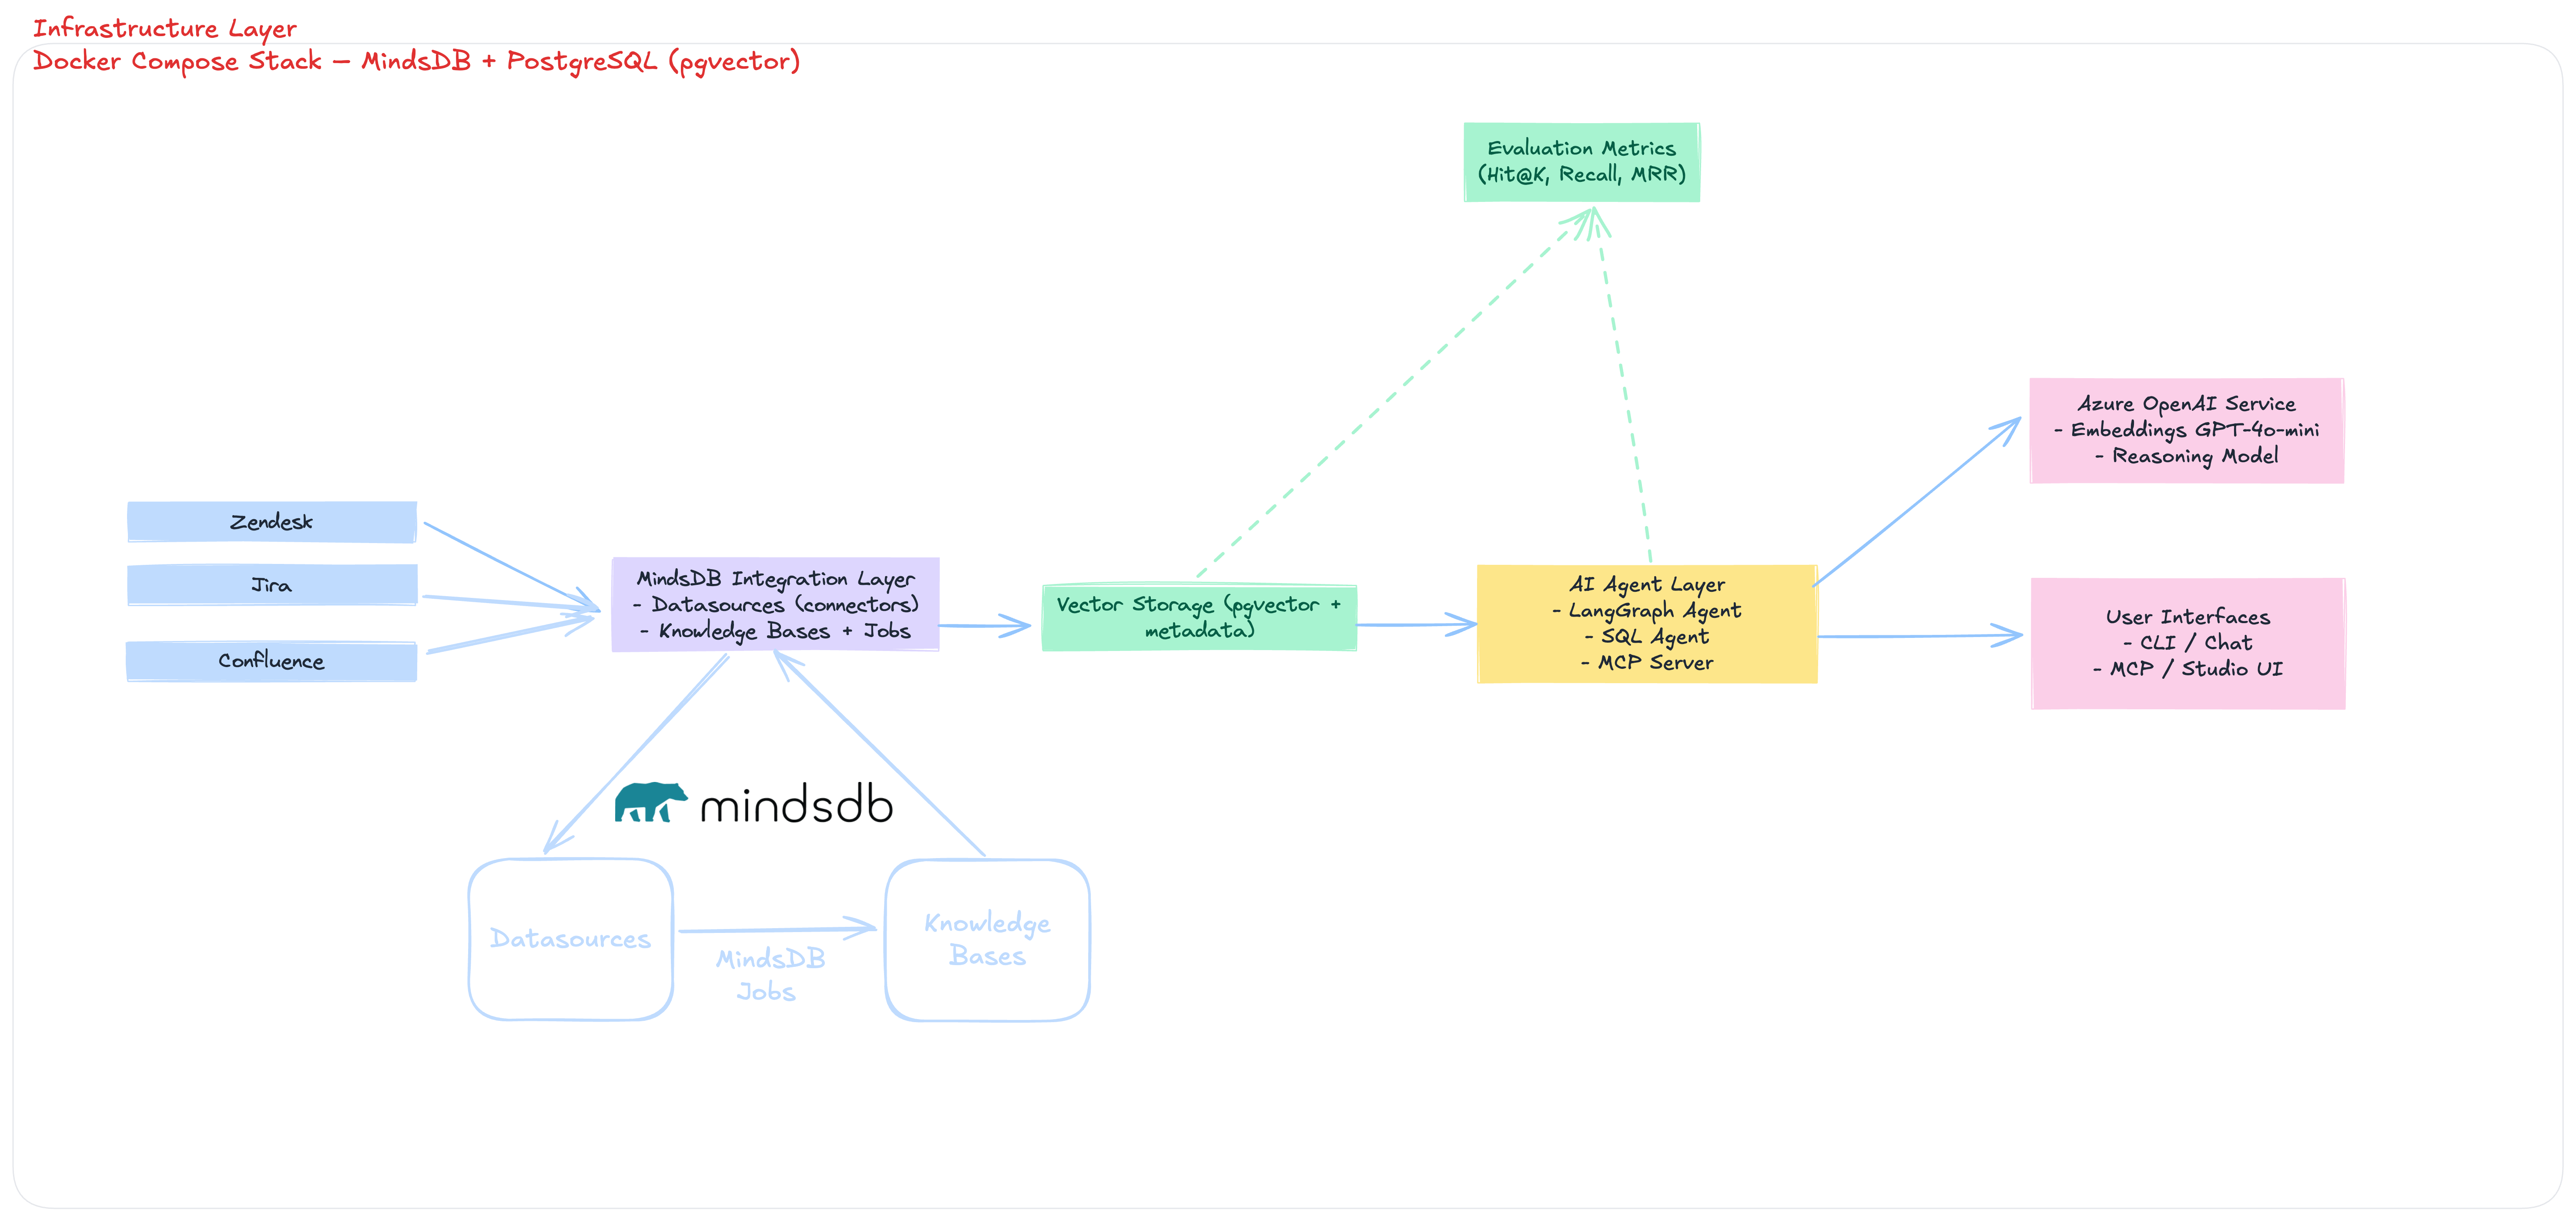 Infrastructure Layer
Docker Compose Stack — MindsDB + PostgreSQL (pgvector)
Evaluation Metrics
(Hit@K, Recall, MRR)
Azure OpenAI Service
- Embeddings GPT-4o-mini
- Reasoning Model
Zendesk
Jira
Confluence
MindsDB Integration Layer
- Datasources (connectors)
- Knowledge Bases + Jobs
Vector Storage (pgvector +
metadata)
AI Agent Layer
- LangGraph Agent
- SQL Agent
- MCP Server
User Interfaces
- CLI / Chat
- MCP / Studio UI
mindsdb
Datasources
MindsDB
Jobs
Knowledge
Bases